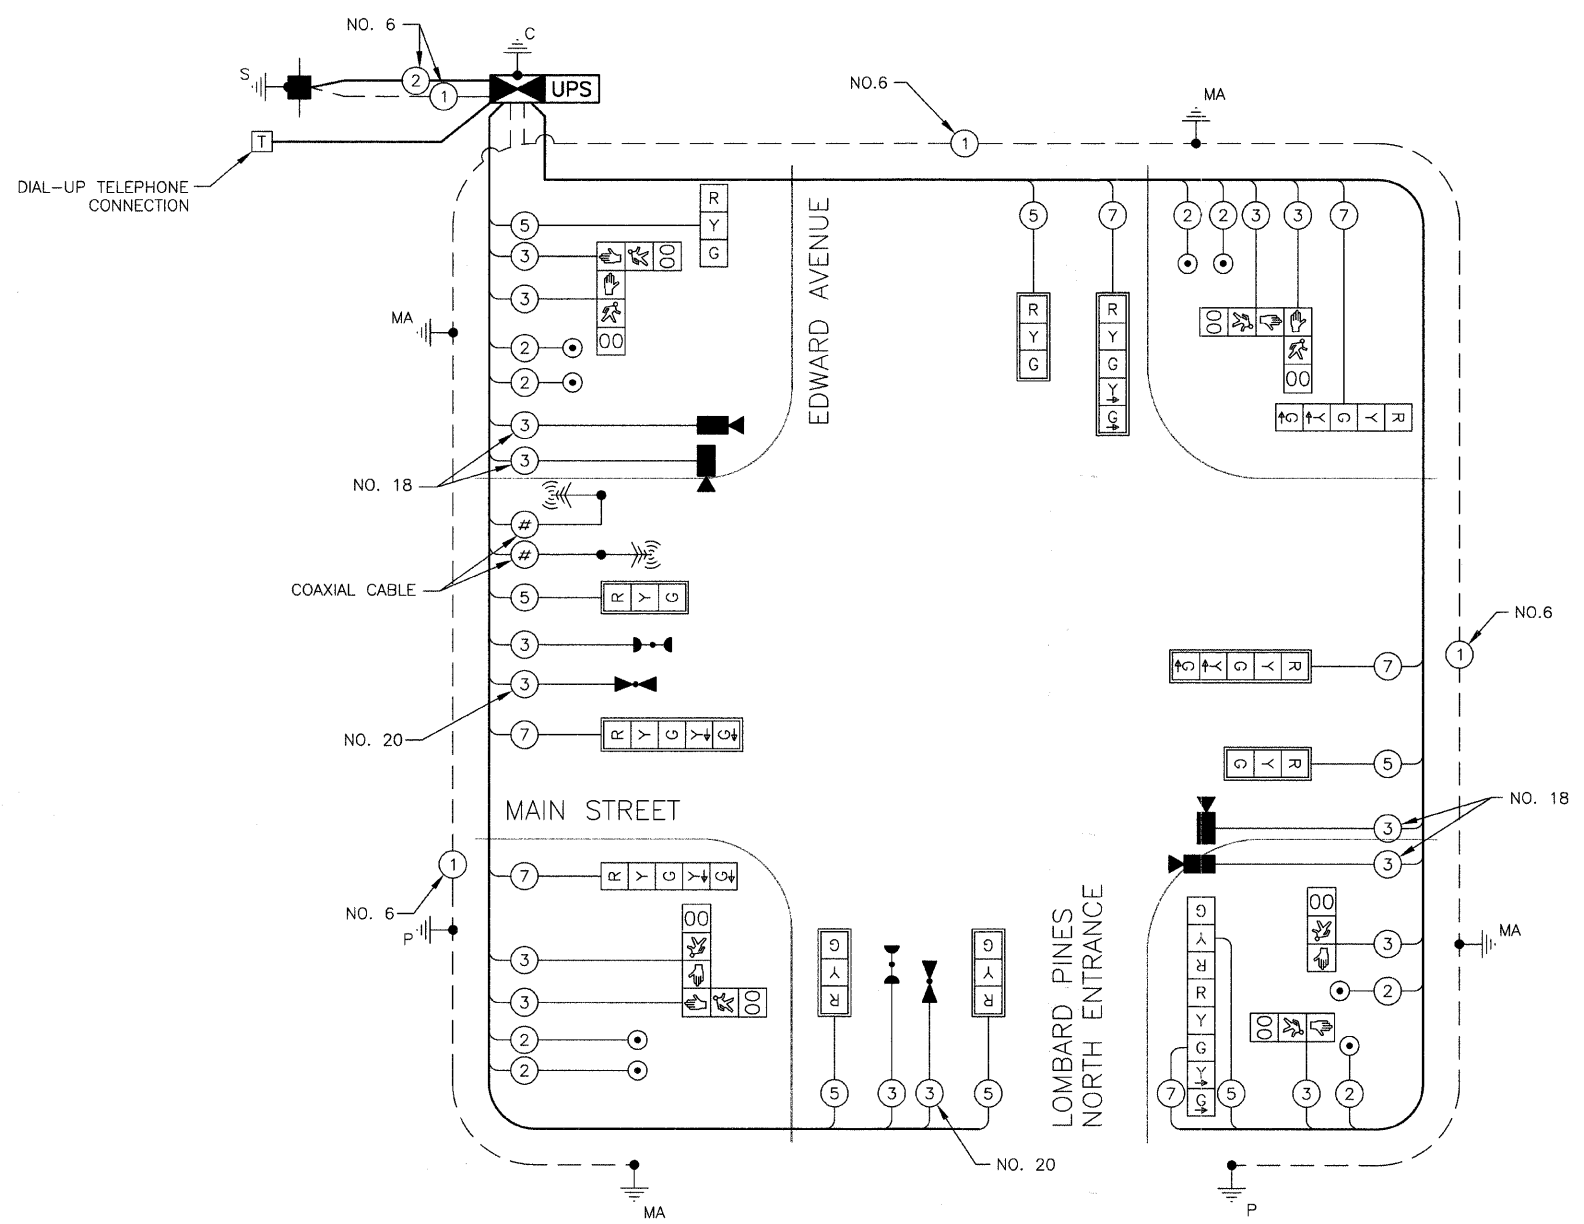 NO. 6
C
S
2
1
UPS
T
DIAL-UP TELEPHONE
CONNECTION
NO.6
1
MA
5
R
Y
G
3
00
3
00
MA
2
2
3
3
NO. 18
EDWARD AVENUE
5
7
2
2
3
3
7
R
Y
G
R
Y
G
Y
G
00
00
G Y G Y R
#
#
COAXIAL CABLE
5
R Y G
3
3
NO. 20
7
R Y G Y G
MAIN STREET
NO.6
1
G Y G Y R
7
G Y R
5
NO. 18
3
3
1
NO. 6
P
7
R Y G Y G
00
3
3
00
2
2
G
Y
R
G
Y
R
5
3
3
5
NO. 20
MA
LOMBARD PINES
NORTH ENTRANCE
G
Y
R
R
Y
G
Y
G
7
5
00
3
2
00
3
2
MA
P